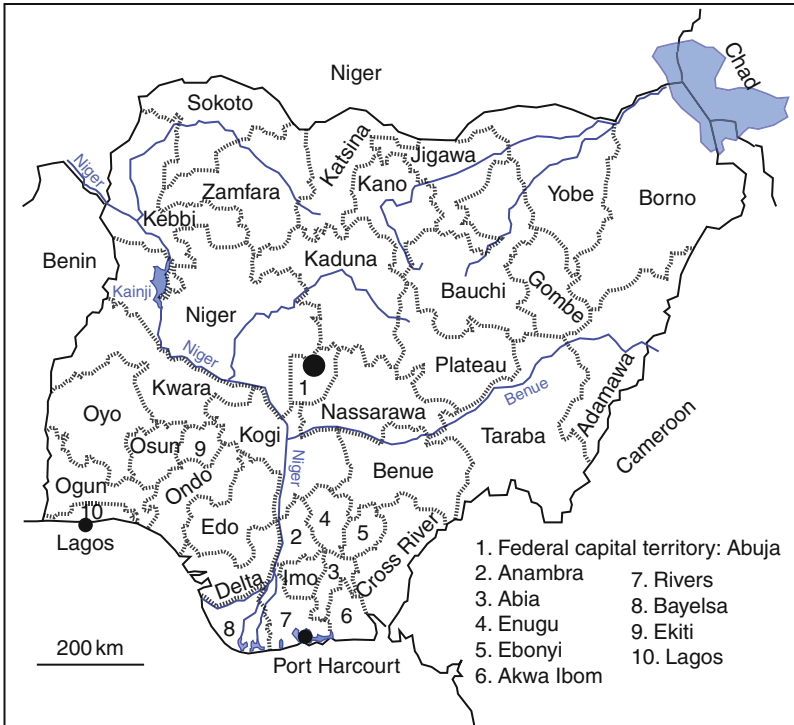 Chad
Niger
Sokoto
Katsina
Jigawa
Niger
Zamfara
Kano
Yobe
Borno
Kebbi
Benin
Kaduna
Kainji
Bauchi
Gombe
Niger
Niger
Plateau
1
Kwara
Benue
Adamawa
Oyo
Nassarawa
Kogi
Taraba
Cameroon
Osun
9
Niger
Benue
Ogun
Ondo
10
Edo
4
5
Lagos
2
Cross River
Delta
Imo
3
8
7
6
Port Harcourt
200 km
1. Federal capital territory: Abuja
2. Anambra
3. Abia
4. Enugu
5. Ebonyi
6. Akwa Ibom
7. Rivers
8. Bayelsa
9. Ekiti
10. Lagos